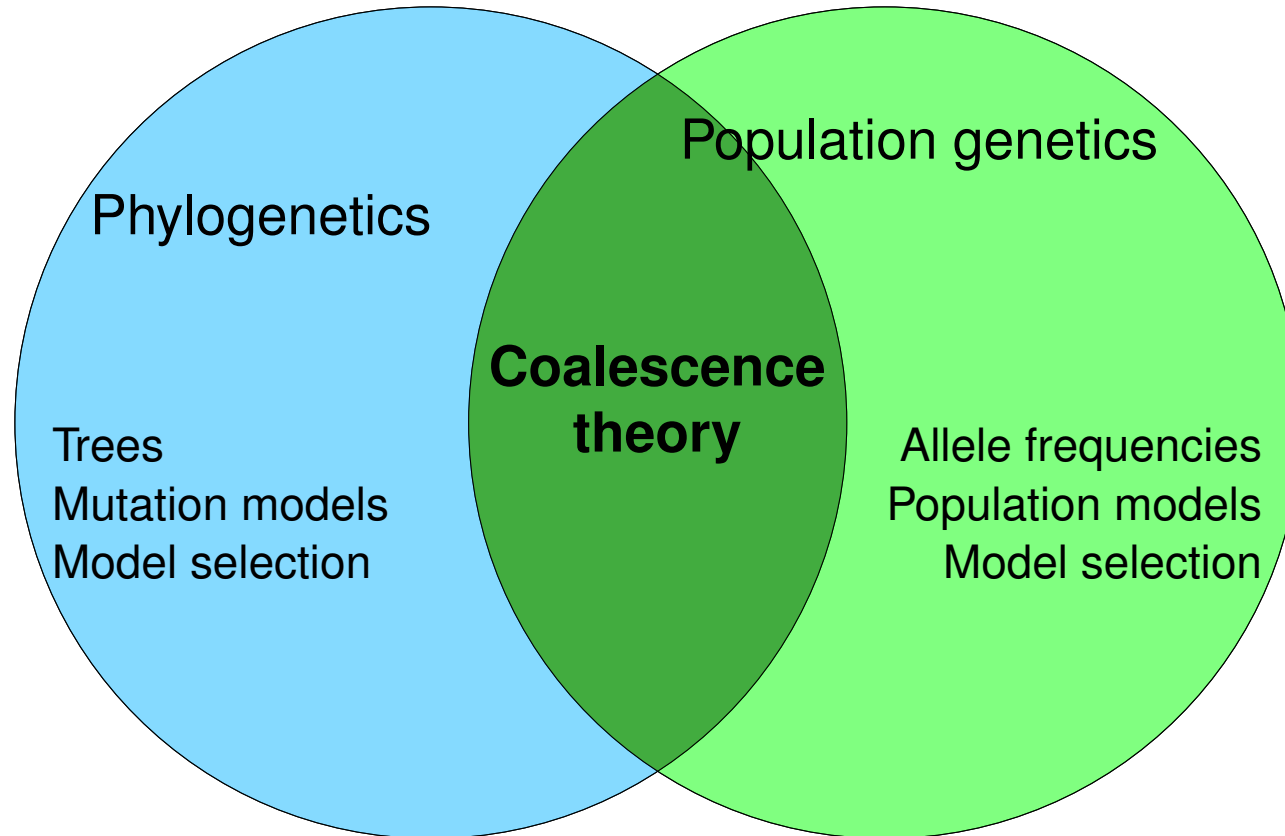 Phylogenetics
Trees
Mutation models
Model selection
Coalescence
theory
Population genetics
Allele frequencies
Population models
Model selection